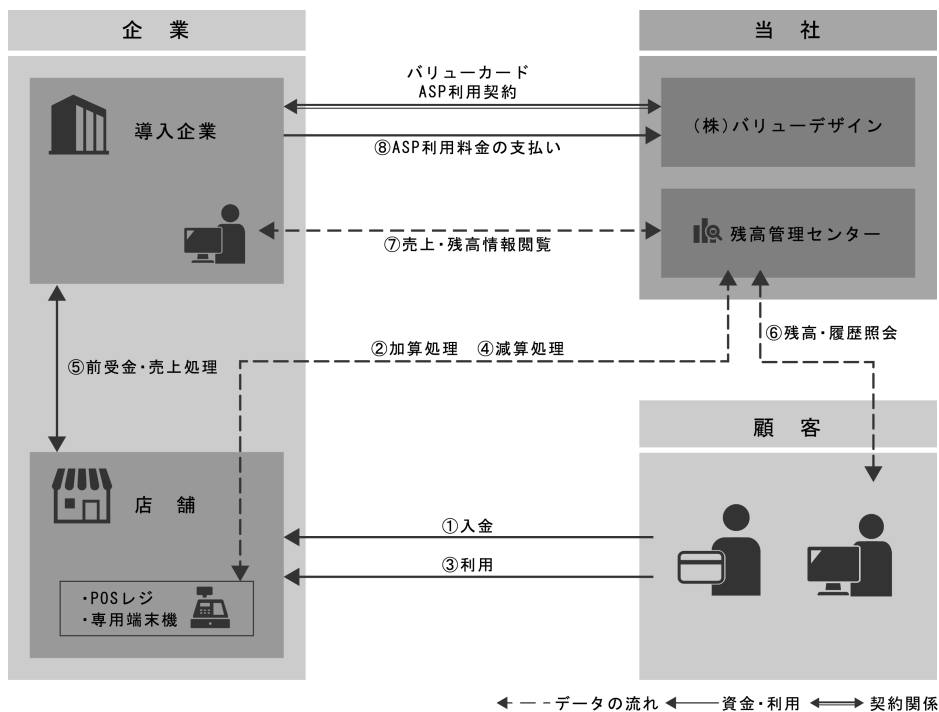 企　業
当　社
バリューカード
ASP利用契約
導入企業
(株)バリューデザイン
⑧ASP利用料金の支払い
⑦売上・残高情報閲覧
残高管理センター
②加算処理　④減算処理
⑥残高・履歴照会
⑤前受金・売上処理
顧　客
店　舗
①入金
③利用
・POSレジ
・専用端末機
データの流れ　資金・利用　契約関係